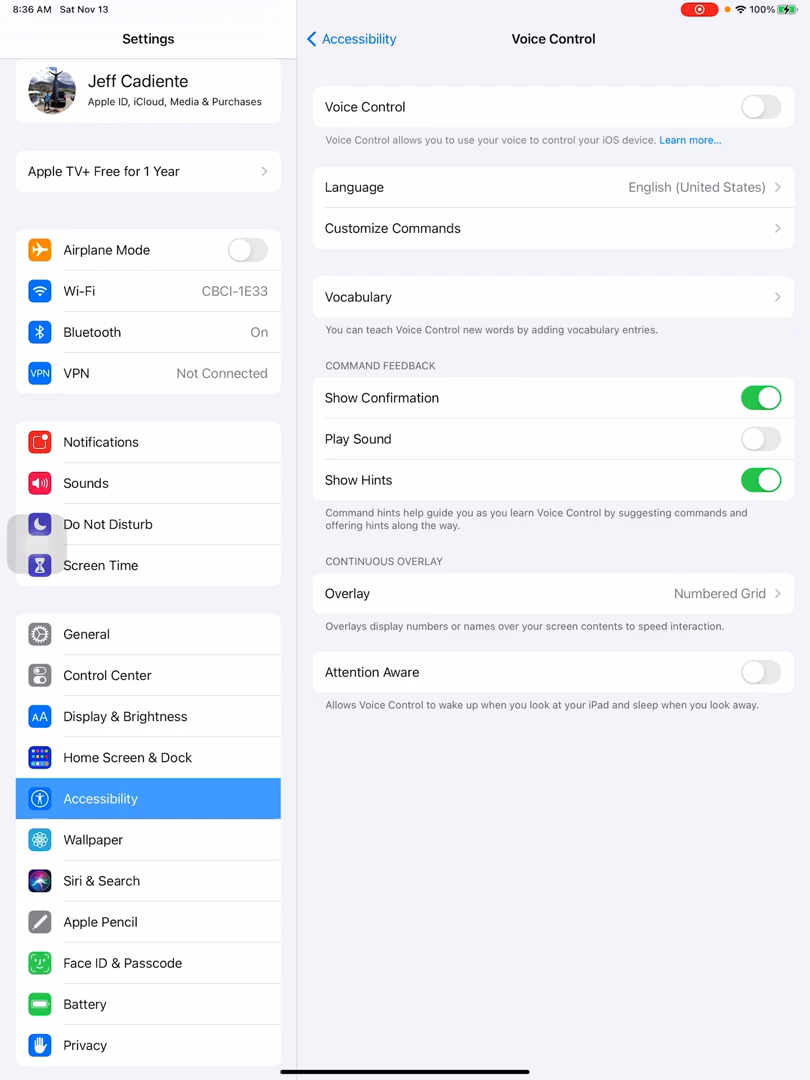 8:36 AM Sat Nov 13
100%
Settings
Jeff Cadiente
Apple ID, iCloud, Media & Purchases
Apple TV+ Free for 1 Year
Airplane Mode
Wi-Fi CBCI-1E33
Bluetooth On
VPN VPN Not Connected
Notifications
Sounds
Do Not Disturb
Screen Time
General
Control Center
AA Display & Brightness
Home Screen & Dock
Accessibility
Wallpaper
Siri & Search
Apple Pencil
Face ID & Passcode
Battery
Privacy
Accessibility Voice Control
Voice Control
Voice Control allows you to use your voice to control your iOS device. Learn more...
Language English (United States)
Customize Commands
Vocabulary
You can teach Voice Control new words by adding vocabulary entries.
COMMAND FEEDBACK
Show Confirmation
Play Sound
Show Hints
Command hints help guide you as you learn Voice Control by suggesting commands and
offering hints along the way.
CONTINUOUS OVERLAY
Overlay Numbered Grid
Overlays display numbers or names over your screen contents to speed interaction.
Attention Aware
Allows Voice Control to wake up when you look at your iPad and sleep when you look away.